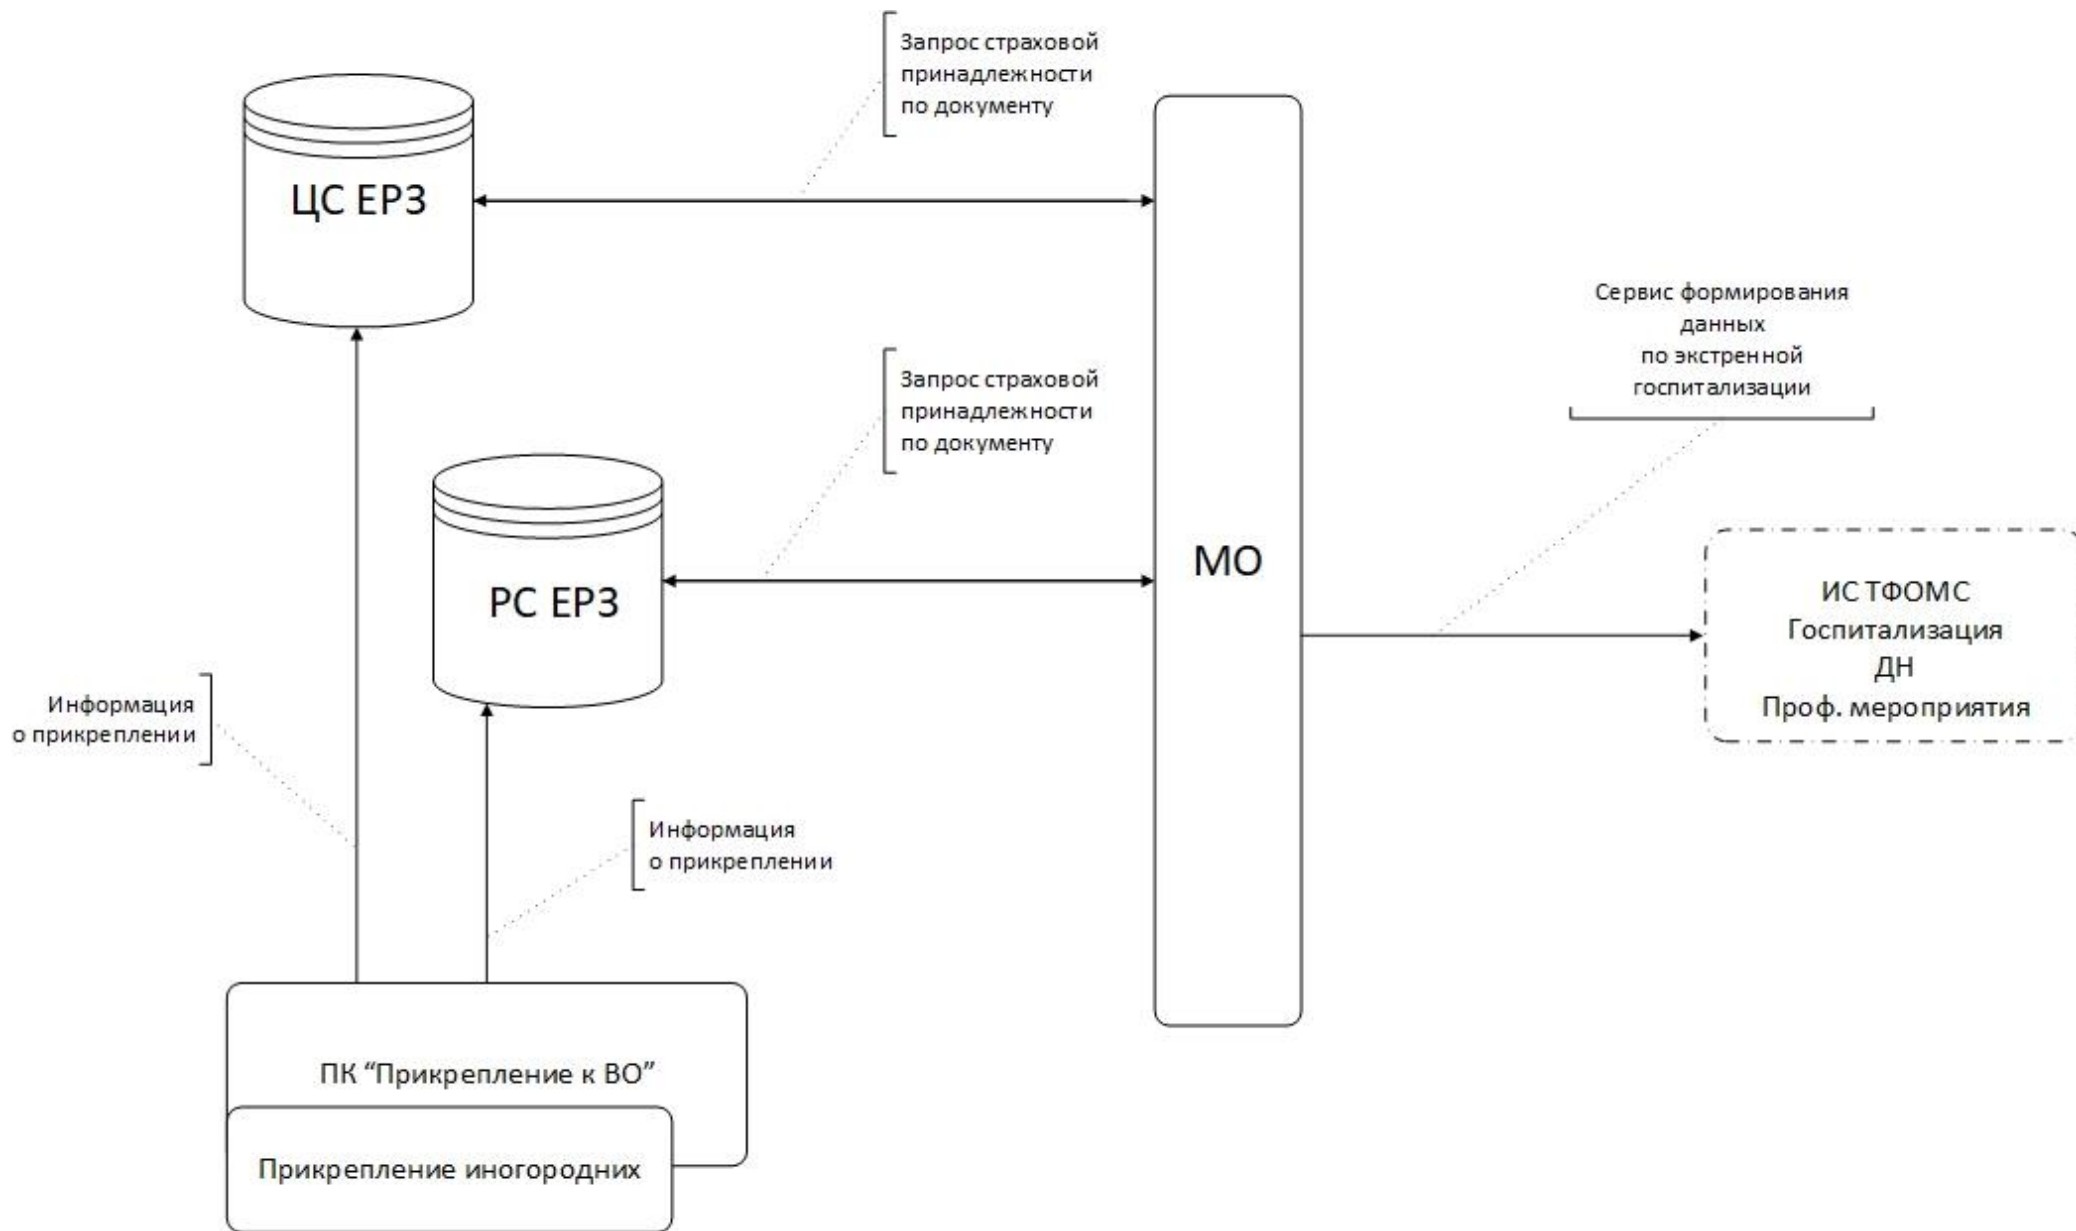 Запрос страховой
принадлежности
по документу
ЦС ЕРЗ
Сервис формирования
данных
по экстренной
госпитализации
Запрос страховой
принадлежности
по документу
РС ЕРЗ
МО
ИС ТФОМС
Госпитализация
ДН
Проф. мероприятия
Информация
о прикреплении
Информация
о прикреплении
ПК “Прикрепление к ВО”
Прикрепление иногородних